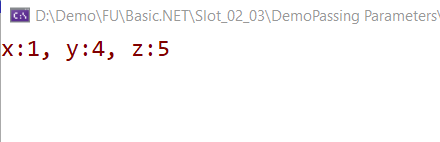 D:\Demo\FU\Basic.NET\Slot_02_03\DemoPassing Parameters\
x:1, y:4, z:5